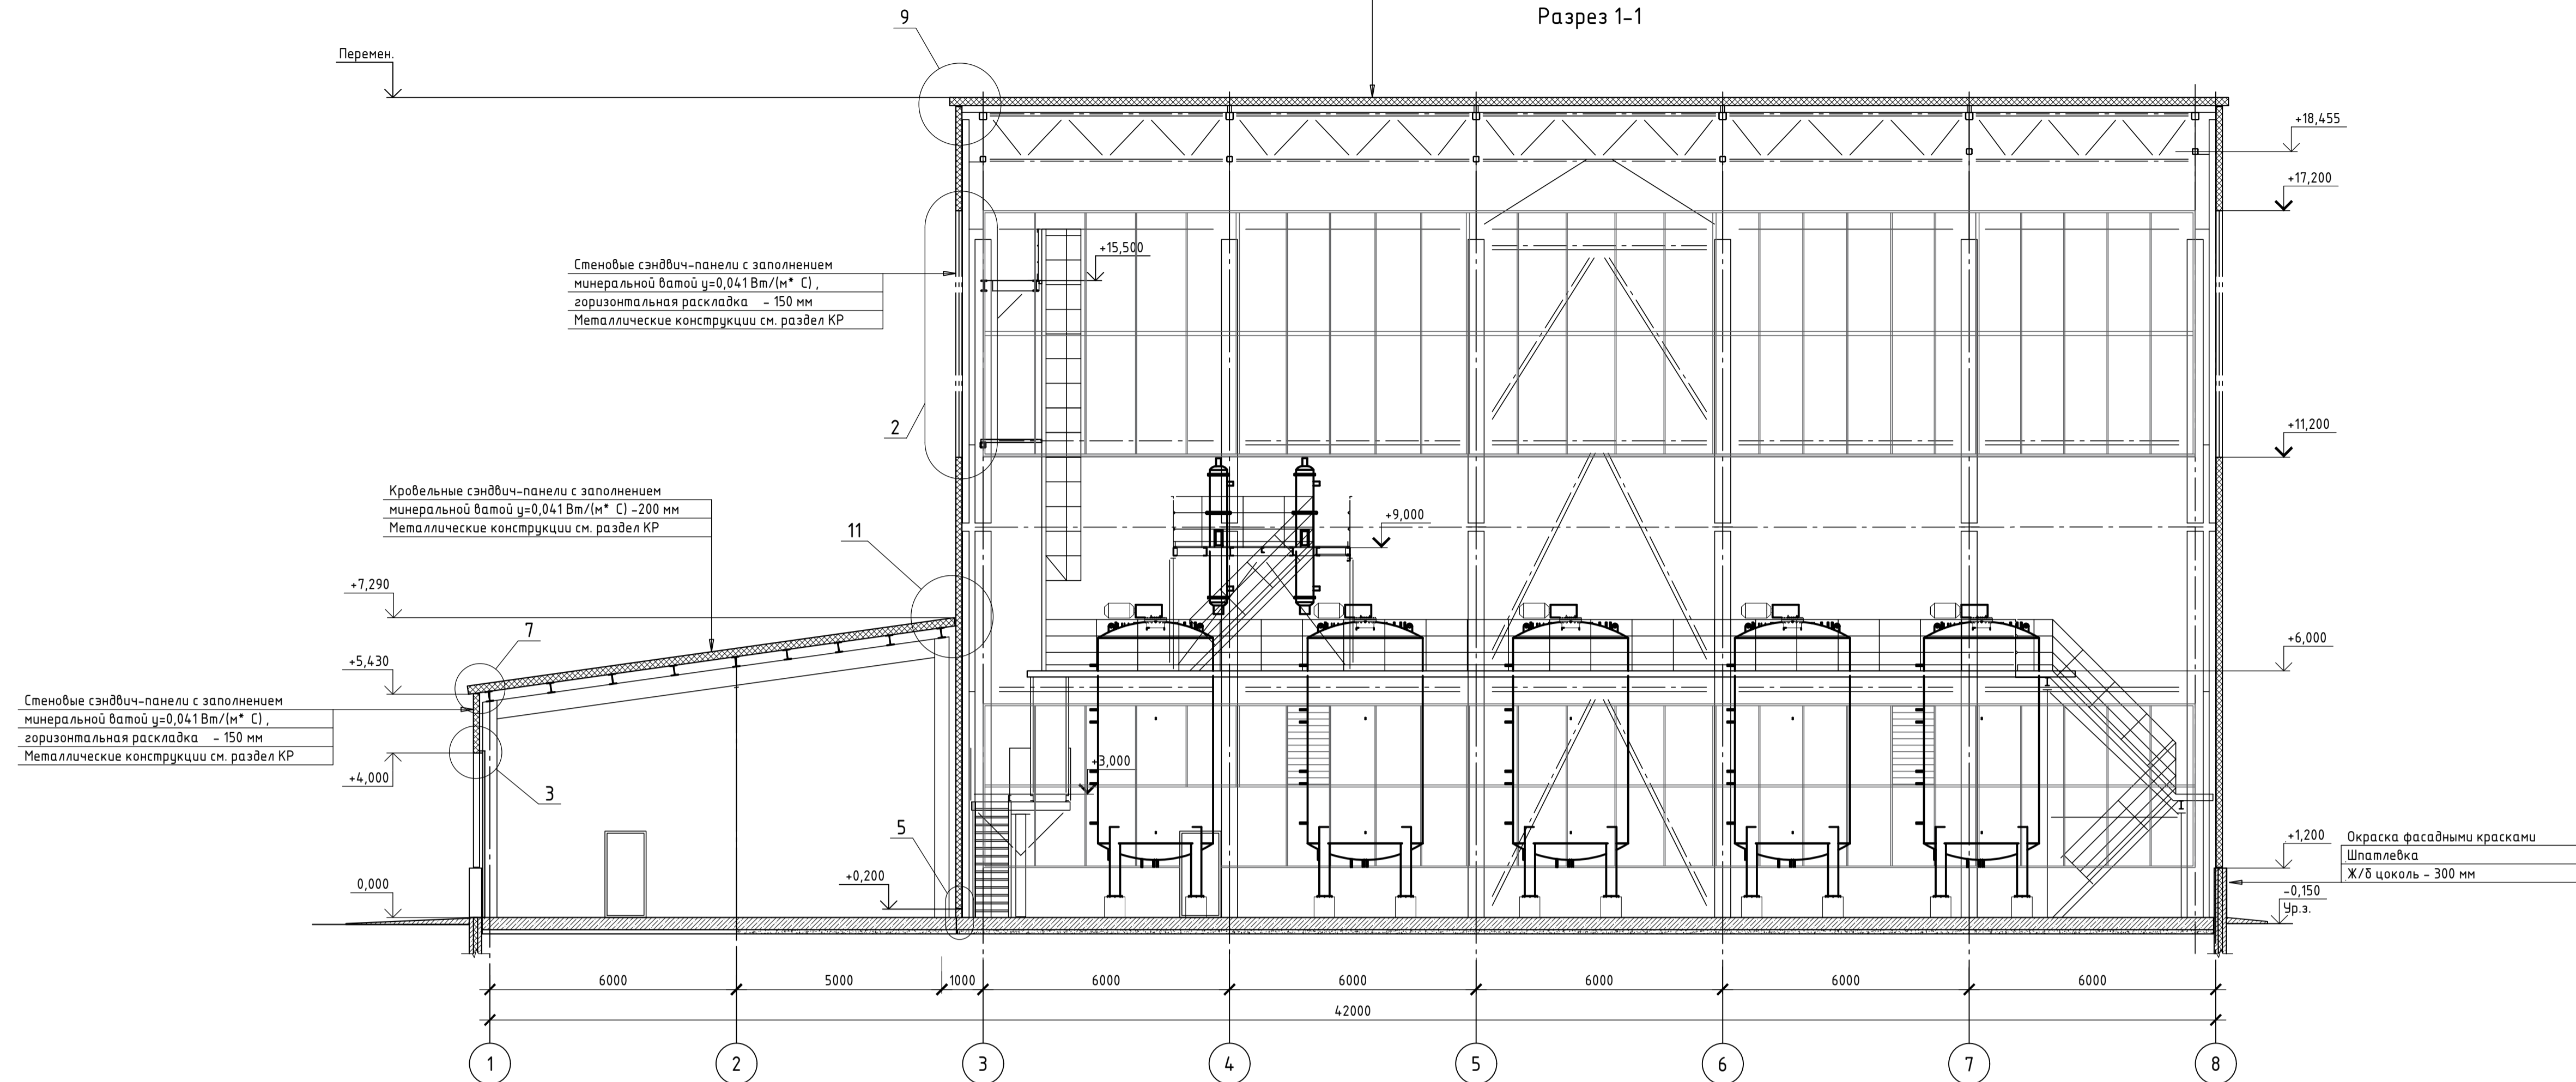 Разрез 1-1
9
Перемен.
+18,455
+17,200
+15,500
Стеновые сэндвич-панели с заполнением
минеральной ватой у=0,041 Вт/(м* С) ,
горизонтальная раскладка - 150 мм
Металлические конструкции см. раздел КР
2
+11,200
Кровельные сэндвич-панели с заполнением
минеральной ватой у=0,041 Вт/(м* С) -200 мм
Металлические конструкции см. раздел КР
+9,000
11
+7,290
7
+6,000
+5,430
Стеновые сэндвич-панели с заполнением
минеральной ватой у=0,041 Вт/(м* С) ,
горизонтальная раскладка - 150 мм
Металлические конструкции см. раздел КР
+4,000
3
+3,000
5
+1,200
Окраска фасадными красками
Шпатлевка
Ж/б цоколь - 300 мм
+0,200
0,000
-0,150
Ур.з.
6000 5000 1000 6000 6000 6000 6000 6000
42000
1 2 3 4 5 6 7 8